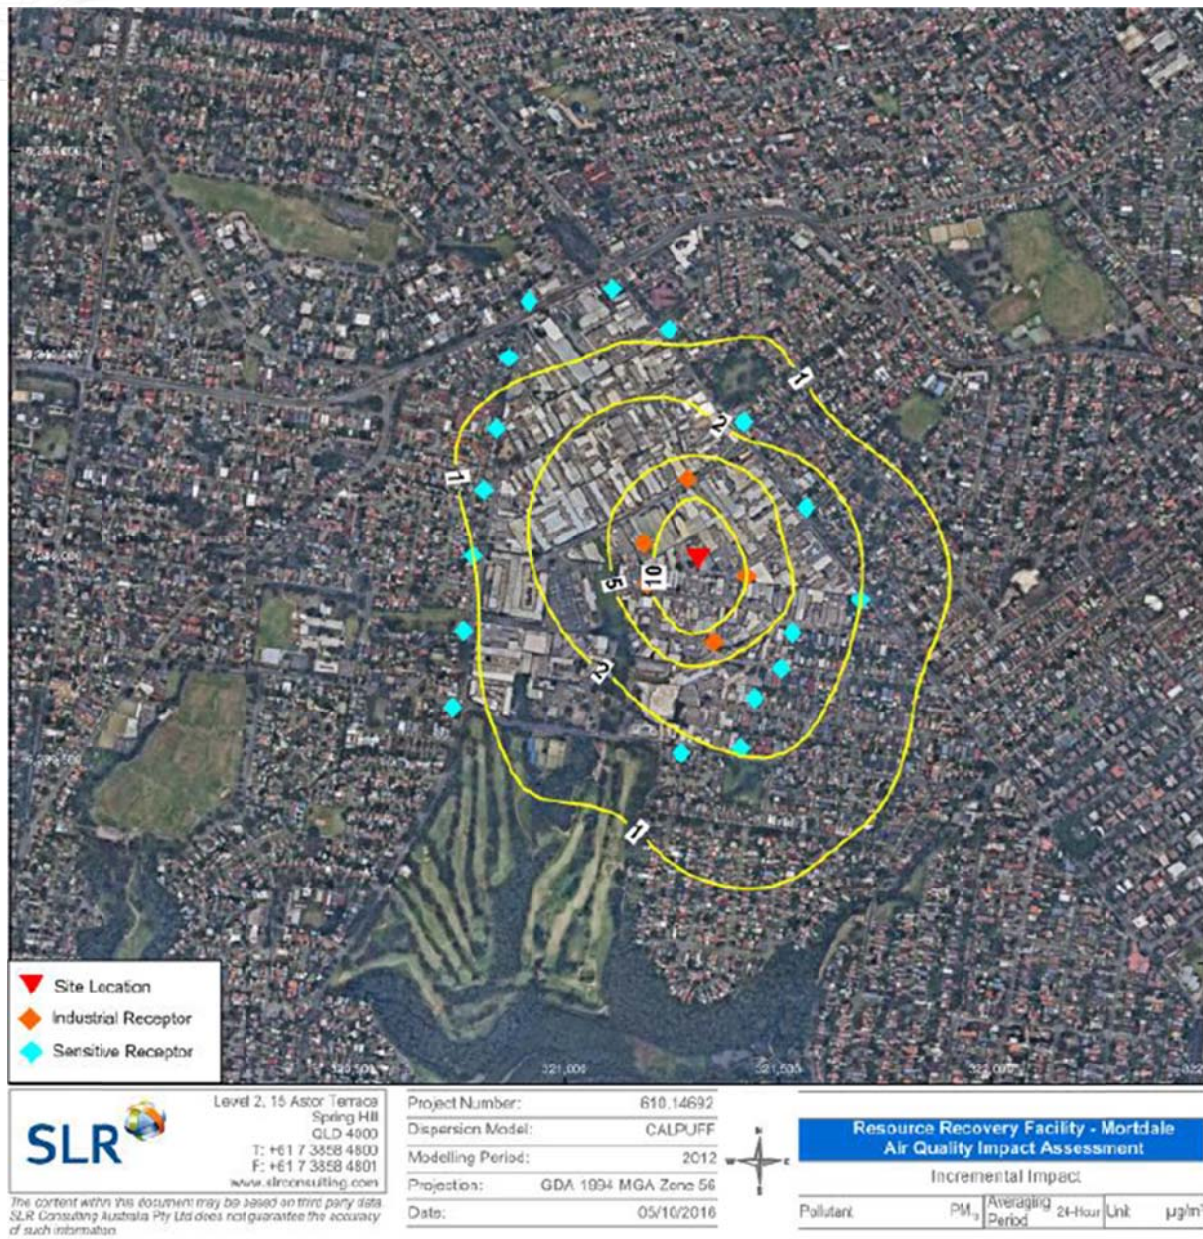 1
2
1
5
10
2
1
Site Location
Industrial Receptor
Sensitive Receptor
321,000
321,500
SLR
Level 2, 15 Astor Terrace
Spring Hill
QLD 4000
T: +61 7 3858 4800
F: +61 7 3858 4801
www.slrconsulting.com
The content within this document may be based on third party data.
SLR Consulting Australia Pty Ltd does not guarantee the accuracy
of such information.
Project Number: 610.14692
Dispersion Model: CALPUFF
Modelling Period: 2012
Projection: GDA 1994 MGA Zone 56
Date: 05/10/2016
N
W E
S
Resource Recovery Facility - Mortdale
Air Quality Impact Assessment
Incremental Impact
Pollutant Averaging Period 24-Hour Unit µg/m³